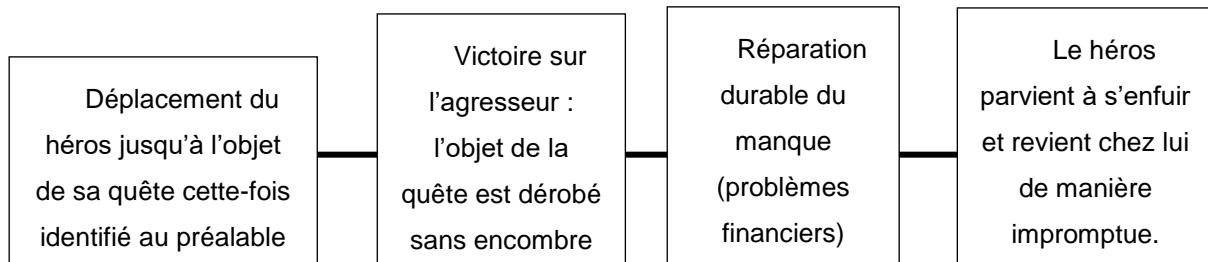 Déplacement du
héros jusqu’à l’objet
de sa quête cette-fois
identifié au préalable
Victoire sur
l’agresseur :
l’objet de la
quête est dérobé
sans encombre
Réparation
durable du
manque
(problèmes
financiers)
Le héros
parvient à s’enfuir
et revient chez lui
de manière
impromptue.